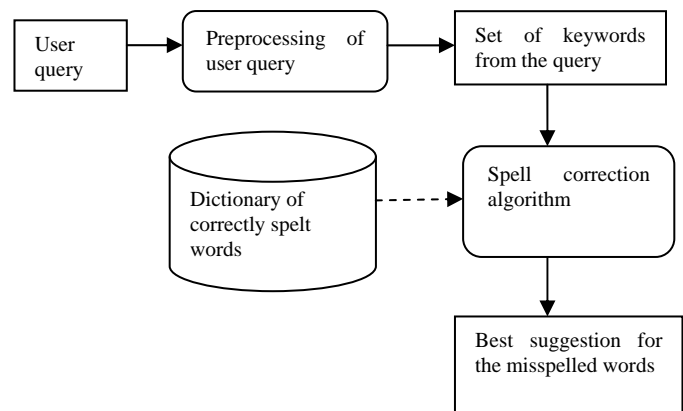 User
query
Preprocessing of
user query
Set of keywords
from the query
Dictionary of
correctly spelt
words
Spell correction
algorithm
Best suggestion for
the misspelled words